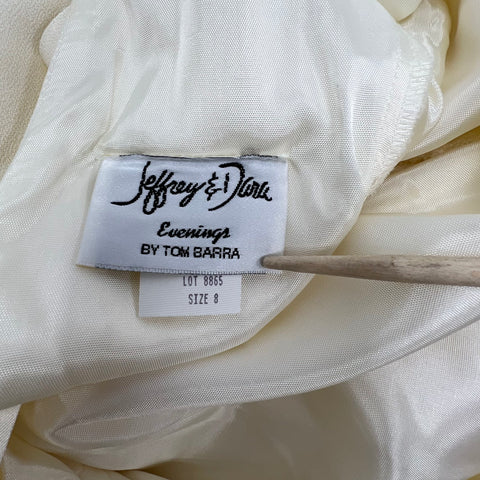 Jeffrey & Dara
Evenings
BY TOM BARRA
LOT 8865
SIZE 8